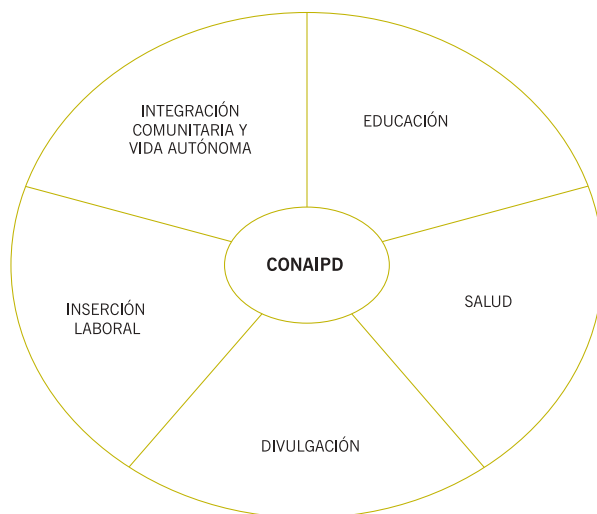 INTEGRACIÓN
COMUNITARIA Y
VIDA AUTÓNOMA
EDUCACIÓN
CONAIPD
INSERCIÓN
LABORAL
SALUD
DIVULGACIÓN